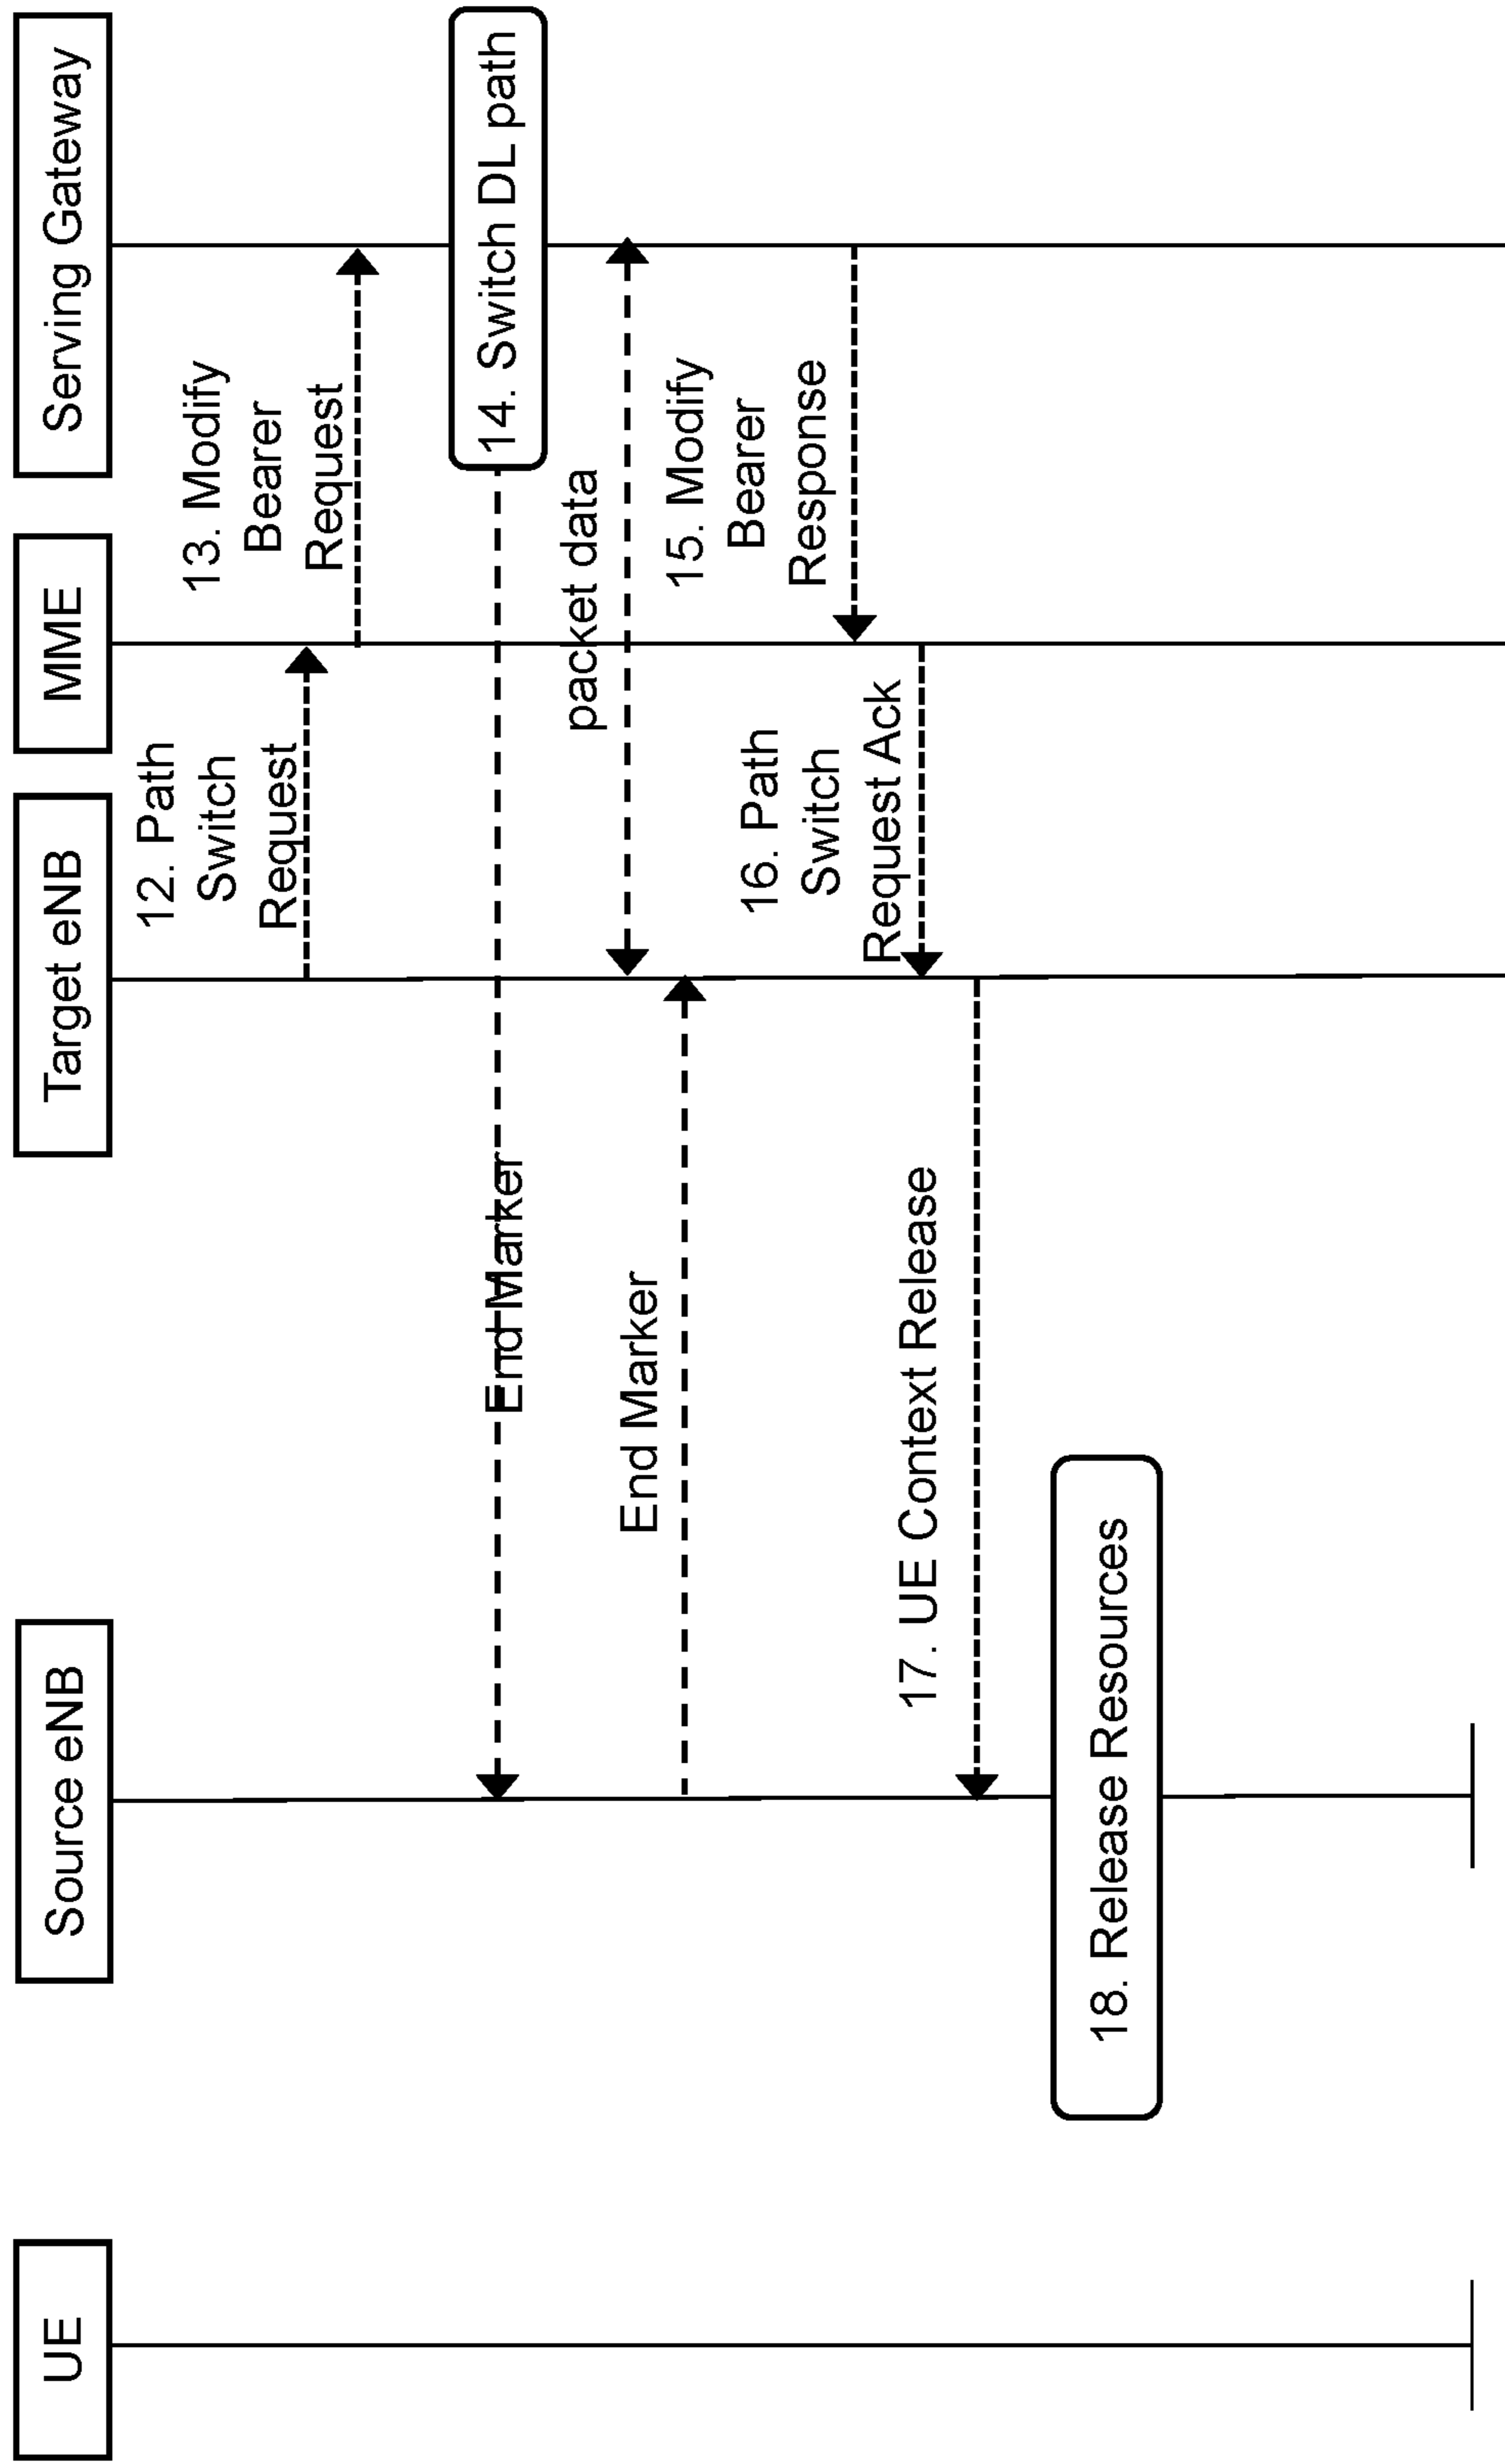 UE
Source eNB
Target eNB
MME
Serving Gateway
12. Path
Switch
Request
13. Modify
Bearer
Request
14. Switch DL path
End Marker
packet data
End Marker
15. Modify
Bearer
Response
16. Path
Switch
Request Ack
17. UE Context Release
18. Release Resources